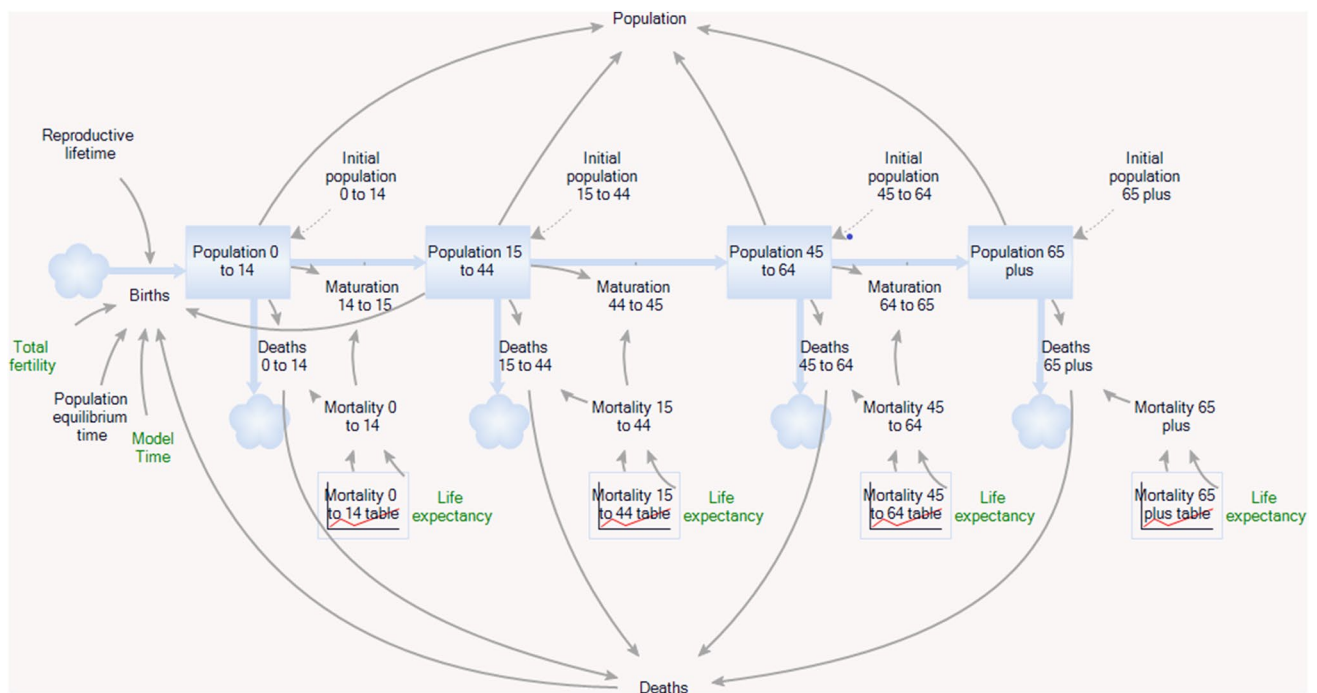 Population
Reproductive
lifetime
Initial
population
0 to 14
Initial
population
15 to 44
Initial
population
45 to 64
Initial
population
65 plus
Population 0
to 14
Population 15
to 44
Population 45
to 64
Population 65
plus
Births
Maturation
14 to 15
Maturation
44 to 45
Maturation
64 to 65
Total
fertility
Deaths
0 to 14
Deaths
15 to 44
Deaths
45 to 64
Deaths
65 plus
Population
equilibrium
time
Model
Time
Mortality 0
to 14
Mortality 15
to 44
Mortality 45
to 64
Mortality 65
plus
Mortality 0
to 14 table
Life
expectancy
Mortality 15
to 44 table
Life
expectancy
Mortality 45
to 64 table
Life
expectancy
Mortality 65
plus table
Life
expectancy
Deaths